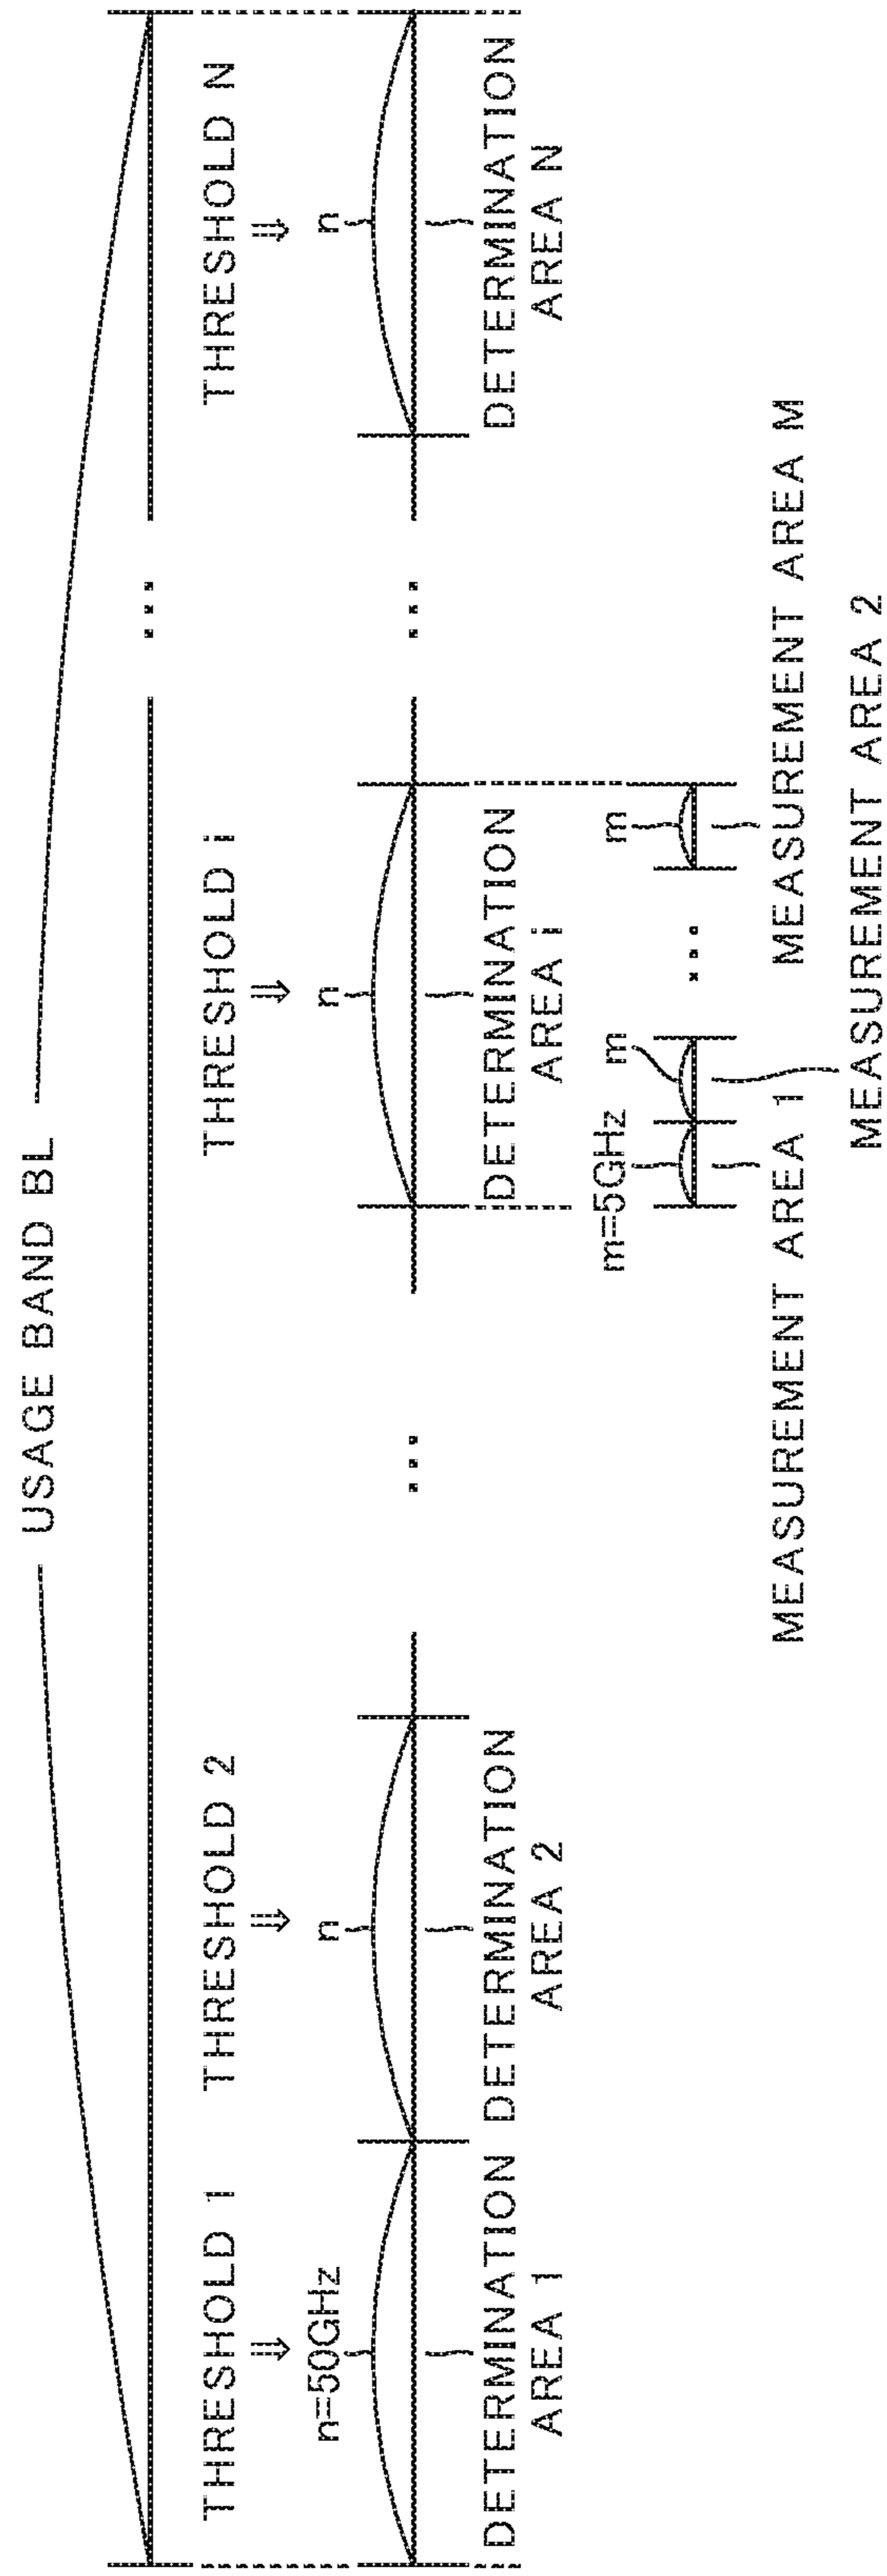 USAGE BAND BL
THRESHOLD 1
THRESHOLD 2
THRESHOLD i
THRESHOLD N
⇒
⇒
⇒
⇒
n=50GHz
n
n
n
...
...
...
DETERMINATION
AREA 1
DETERMINATION
AREA 2
DETERMINATION
AREA i
DETERMINATION
AREA N
m=5GHz
m
m
...
MEASUREMENT AREA 1
MEASUREMENT AREA M
MEASUREMENT AREA 2